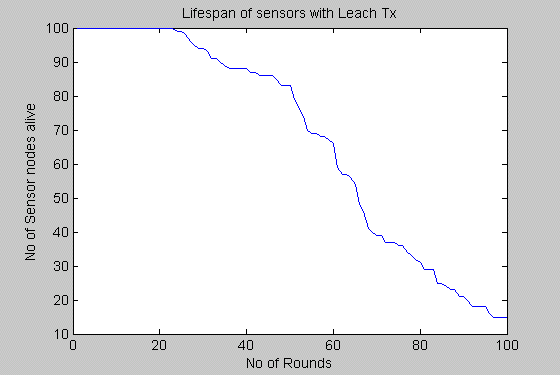 Lifespan of sensors with Leach Tx
100
90
80
70
60
50
40
30
20
10
No of Sensor nodes alive
0 20 40 60 80 100
No of Rounds